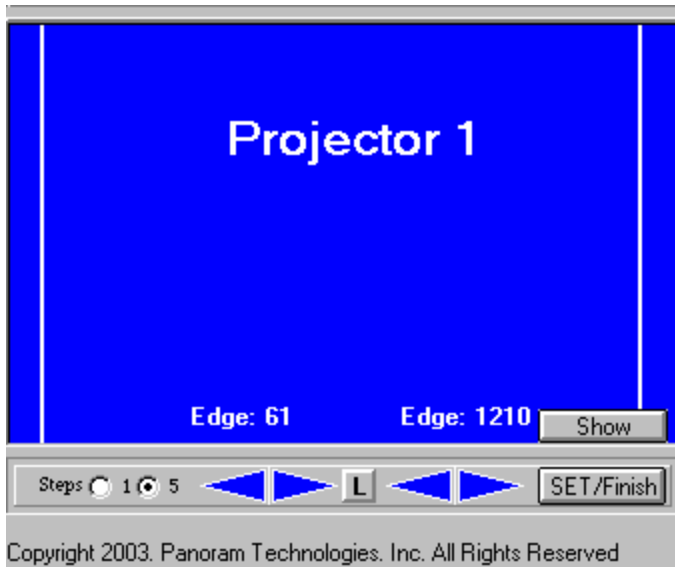 Projector 1
Edge: 61 Edge: 1210 Show
Steps 1 5 L SET/Finish
Copyright 2003. Panoram Technologies. Inc. All Rights Reserved